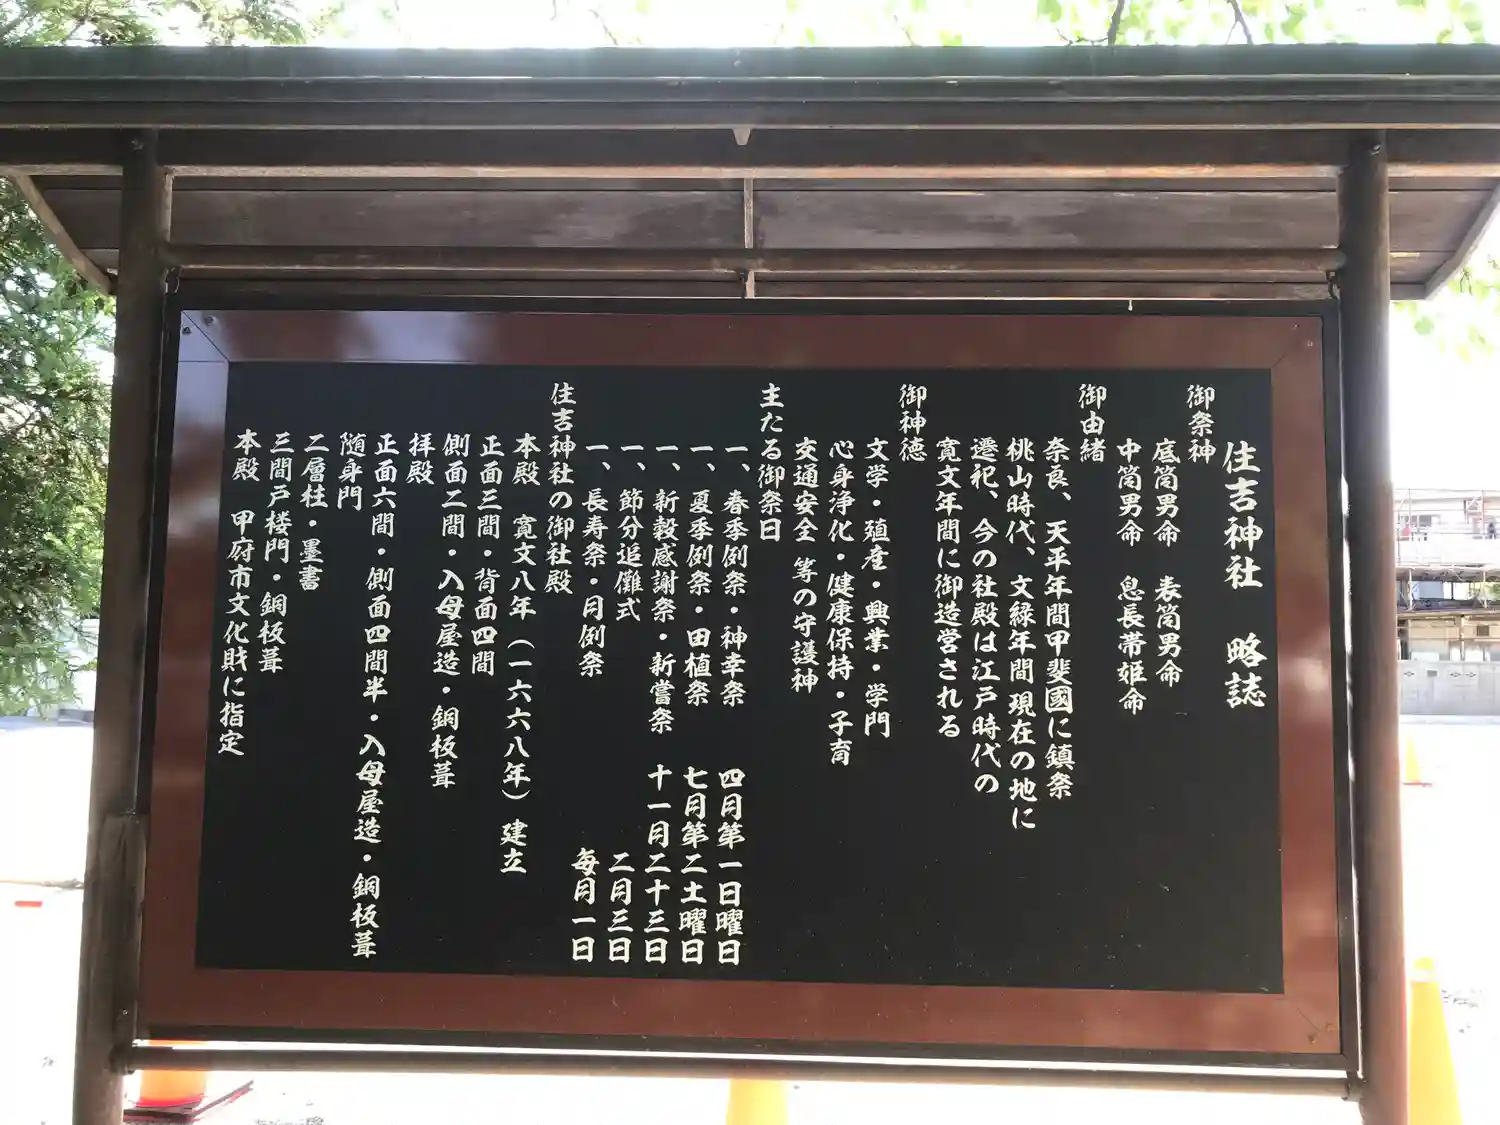 住吉神社　略誌
御祭神
底筒男命　表筒男命
中筒男命　息長帯姫命
御由緒
奈良、天平年間甲斐國に鎮祭
桃山時代、文緑年間現在の地に
遷祀、今の社殿は江戸時代の
寛文年間に御造営される
御神徳
文学・殖産・興業・学門
心身浄化・健康保持・子育
交通安全　等の守護神
主たる御祭日
一、春季例祭・神幸祭　四月第一日曜日
一、夏季例祭・田植祭　七月第二土曜日
一、新穀感謝祭・新嘗祭　十一月二十三日
一、節分追儺式　二月三日
一、長寿祭・月例祭　毎月一日
住吉神社の御社殿
本殿　寛文八年（一六六八年）建立
正面三間・背面四間
側面二間・入母屋造・銅板葺
拝殿
正面六間・側面四間半・入母屋造・銅板葺
随身門
二層柱・墨書
三間戸楼門・銅板葺
本殿　甲府市文化財に指定